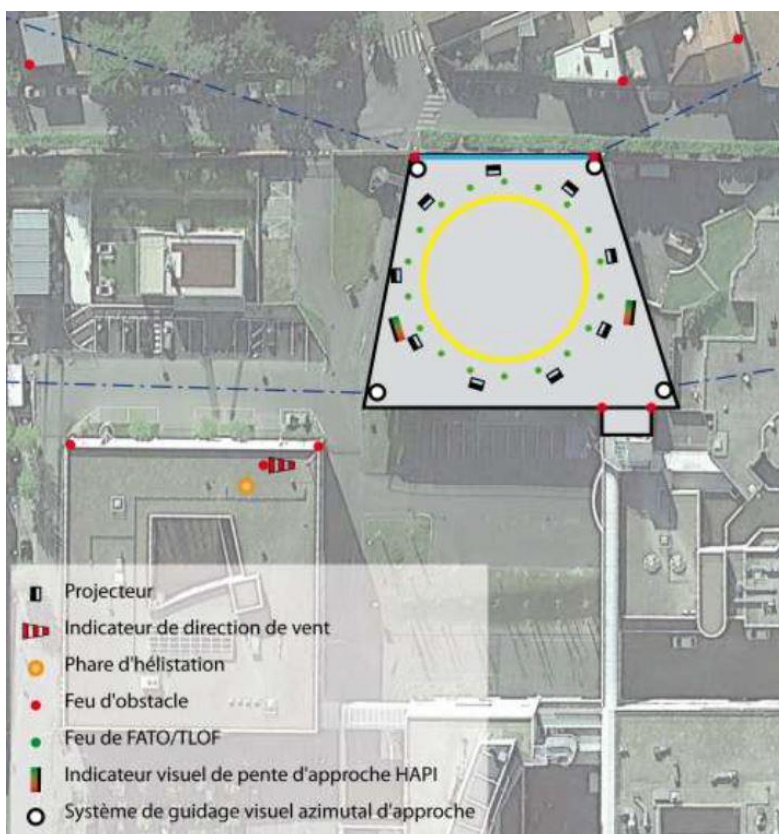 Projecteur
Indicateur de direction de vent
Phare d'hélistation
Feu d'obstacle
Feu de FATO/TLOF
Indicateur visuel de pente d'approche HAPI
Système de guidage visuel azimutal d'approche